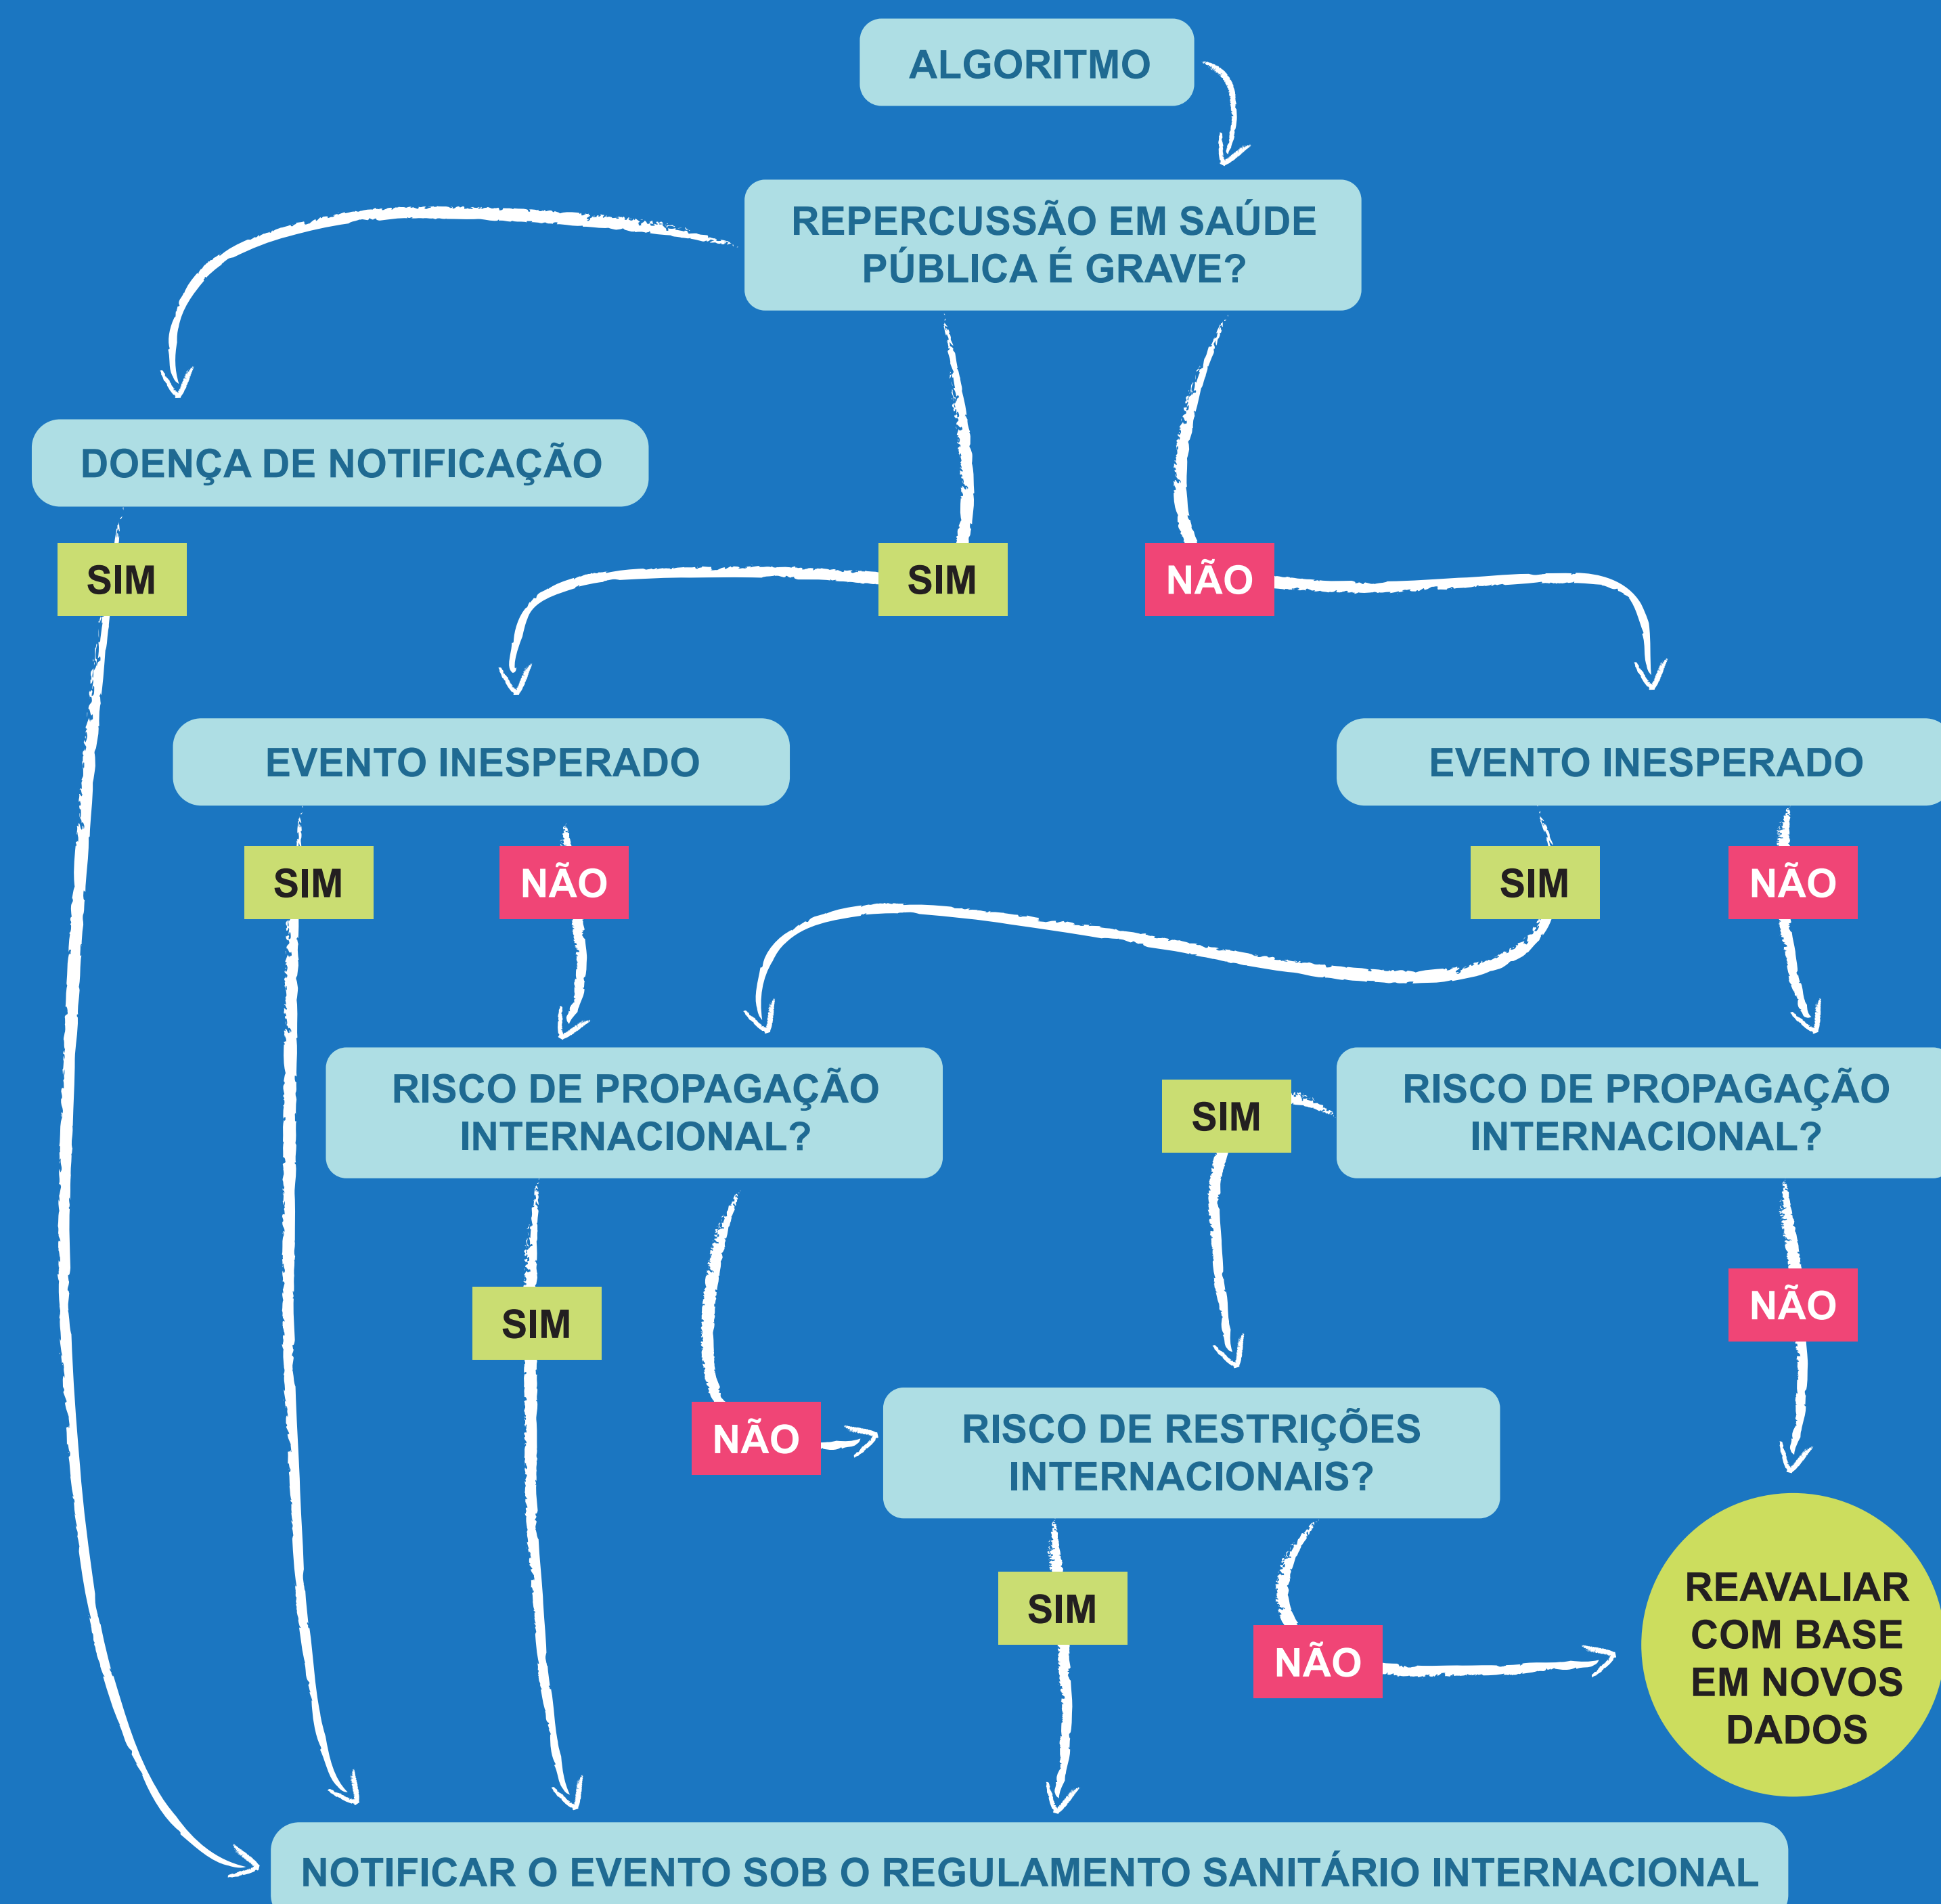 ALGORITMO
REPERCUSSÃO EM SAÚDE
PÚBLICA É GRAVE?
DOENÇA DE NOTIFICAÇÃO
SIM
SIM
NÃO
EVENTO INESPERADO
EVENTO INESPERADO
SIM
NÃO
SIM
NÃO
RISCO DE PROPAGAÇÃO
INTERNACIONAL?
SIM
RISCO DE PROPAGAÇÃO
INTERNACIONAL?
SIM
NÃO
NÃO
RISCO DE RESTRIÇÕES
INTERNACIONAIS?
SIM
NÃO
REAVALIAR
COM BASE
EM NOVOS
DADOS
NOTIFICAR O EVENTO SOB O REGULAMENTO SANITÁRIO INTERNACIONAL